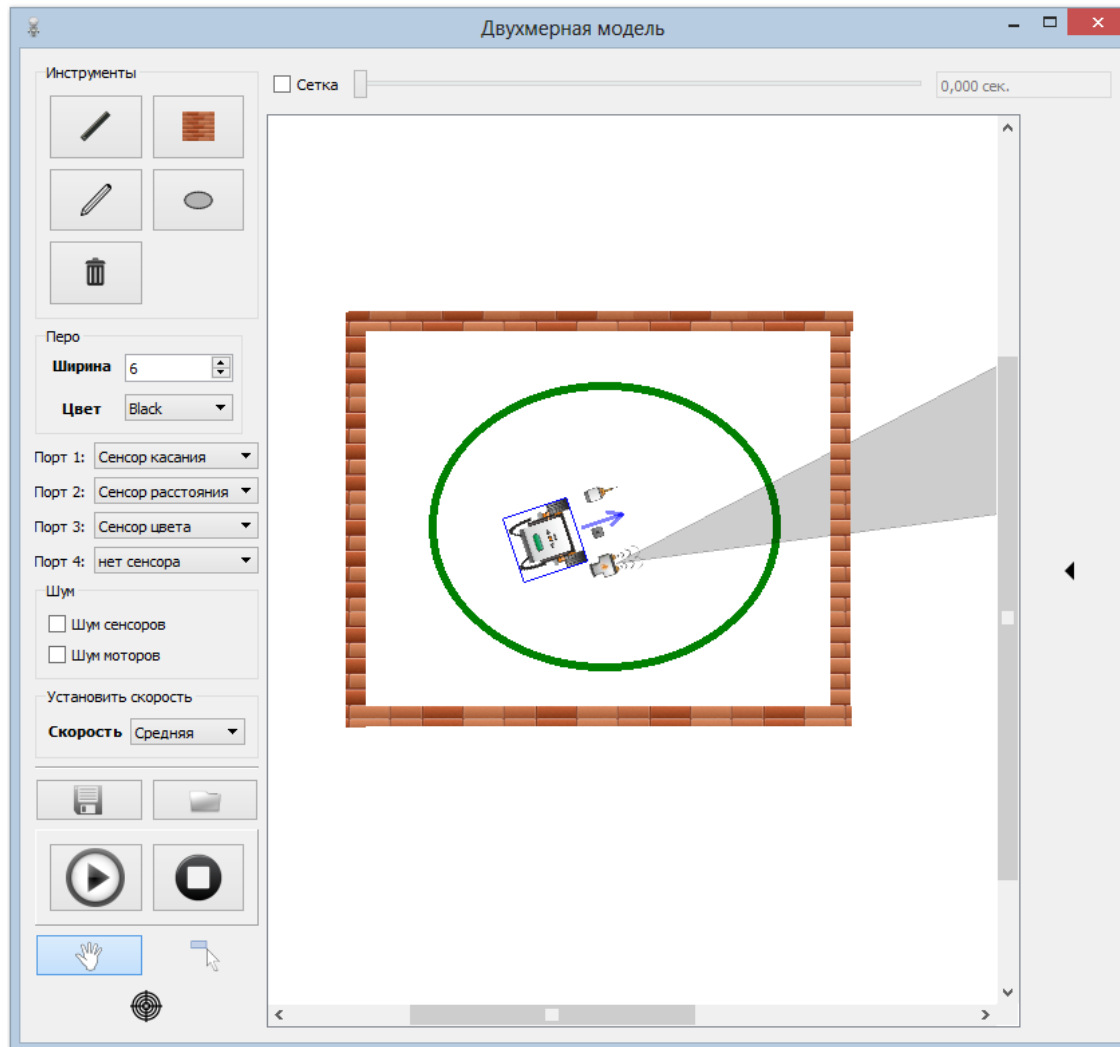 Двухмерная модель
Инструменты
Сетка
0,000 сек.
Перо
Ширина 6
Цвет Black
Порт 1: Сенсор касания
Порт 2: Сенсор расстояния
Порт 3: Сенсор цвета
Порт 4: нет сенсора
Шум
Шум сенсоров
Шум моторов
Установить скорость
Скорость Средняя